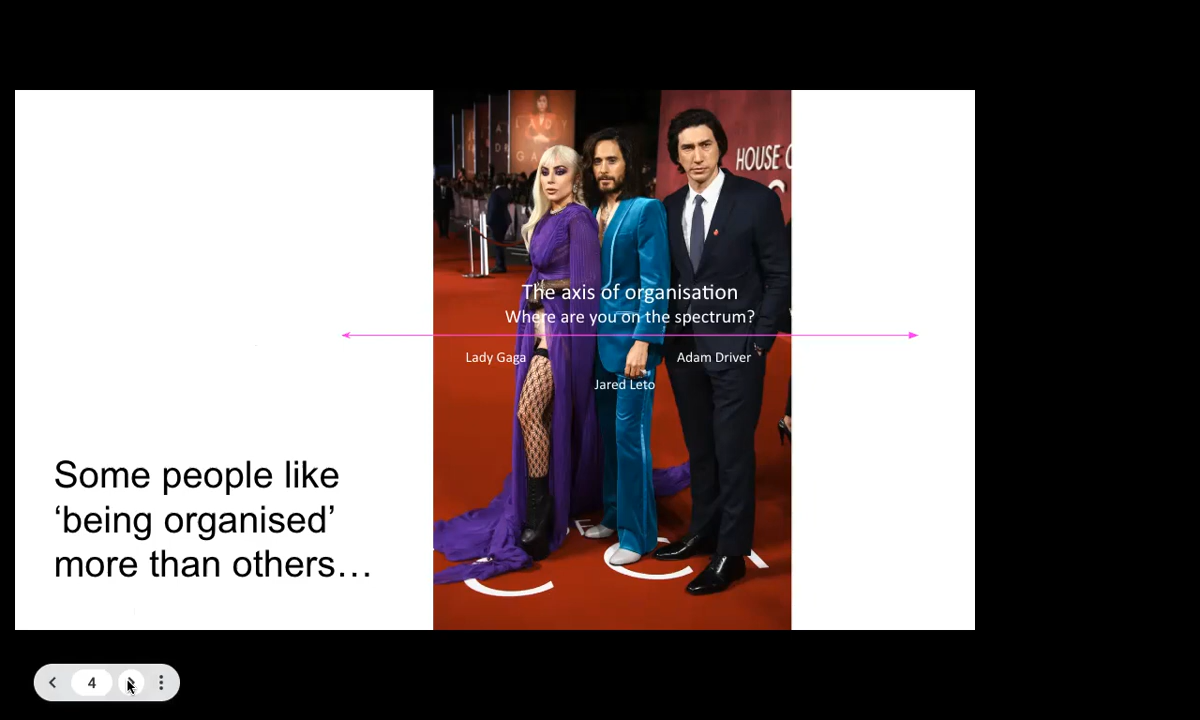 HOUSE
The axis of organisation
Where are you on the spectrum?
Lady Gaga
Adam Driver
Jared Leto
Some people like
‘being organised’
more than others…
4